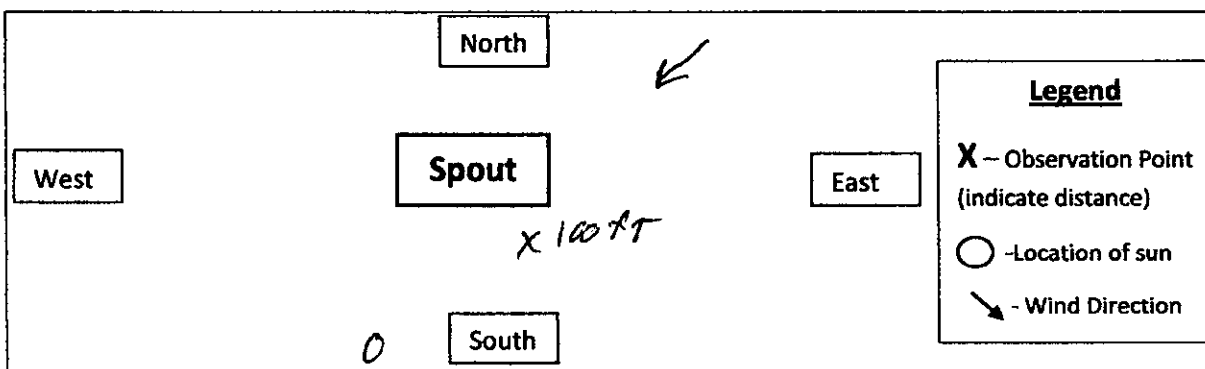 North
Legend
X – Observation Point
(indicate distance)
West
Spout
East
X 100 ft
O -Location of sun
- Wind Direction
O
South